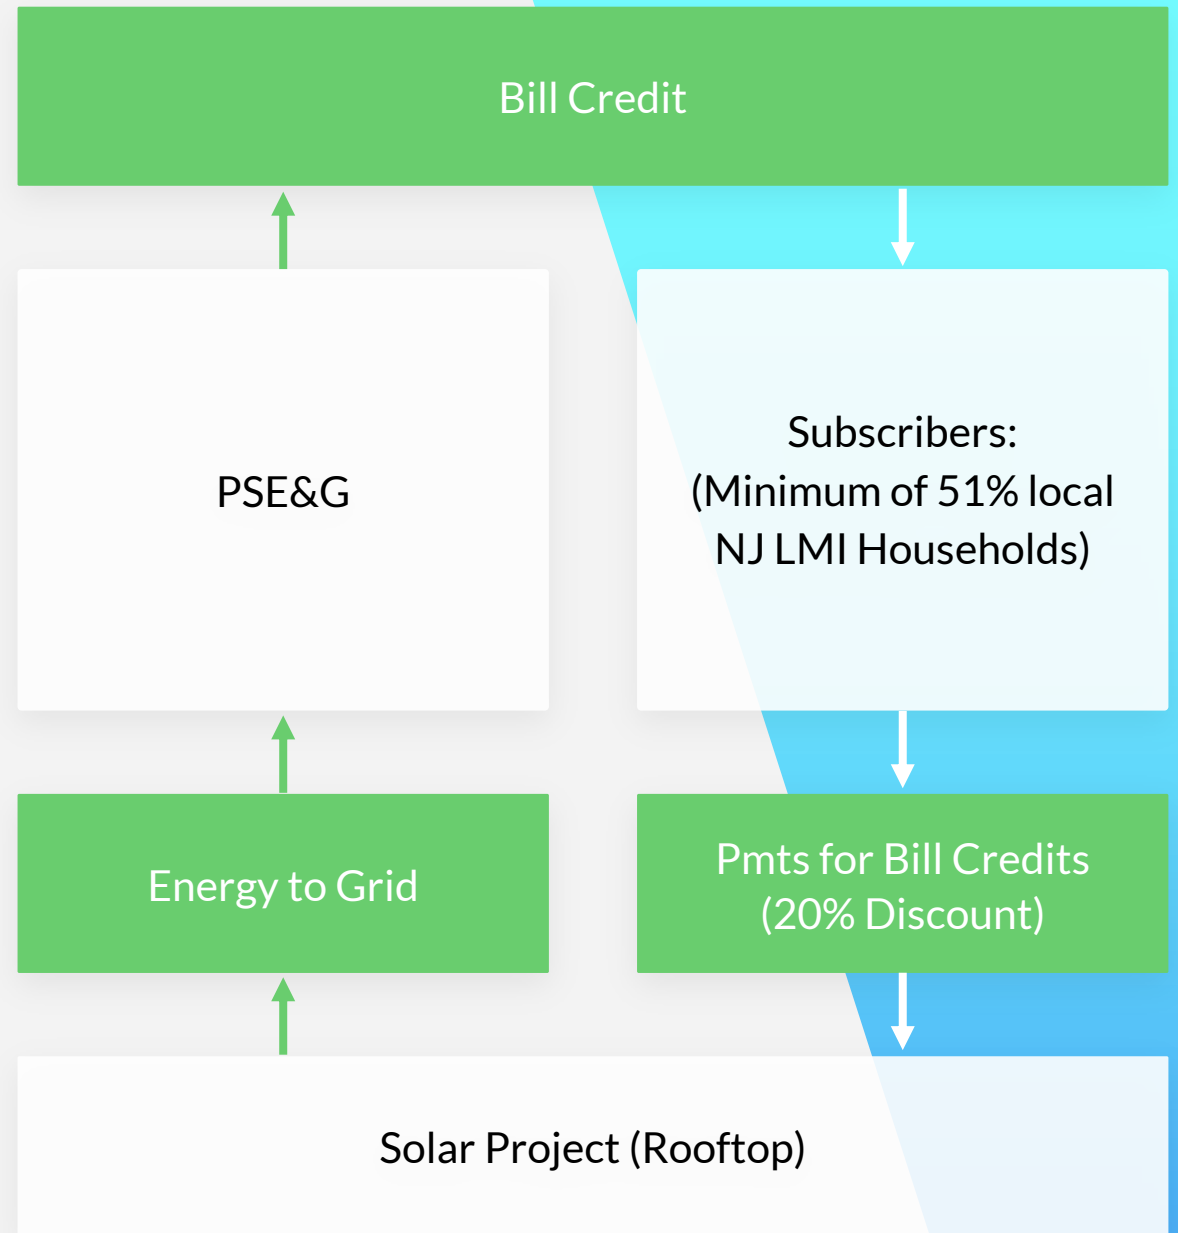 Bill Credit
PSE&G
Subscribers:
(Minimum of 51% local
NJ LMI Households)
Energy to Grid
Pmts for Bill Credits
(20% Discount)
Solar Project (Rooftop)